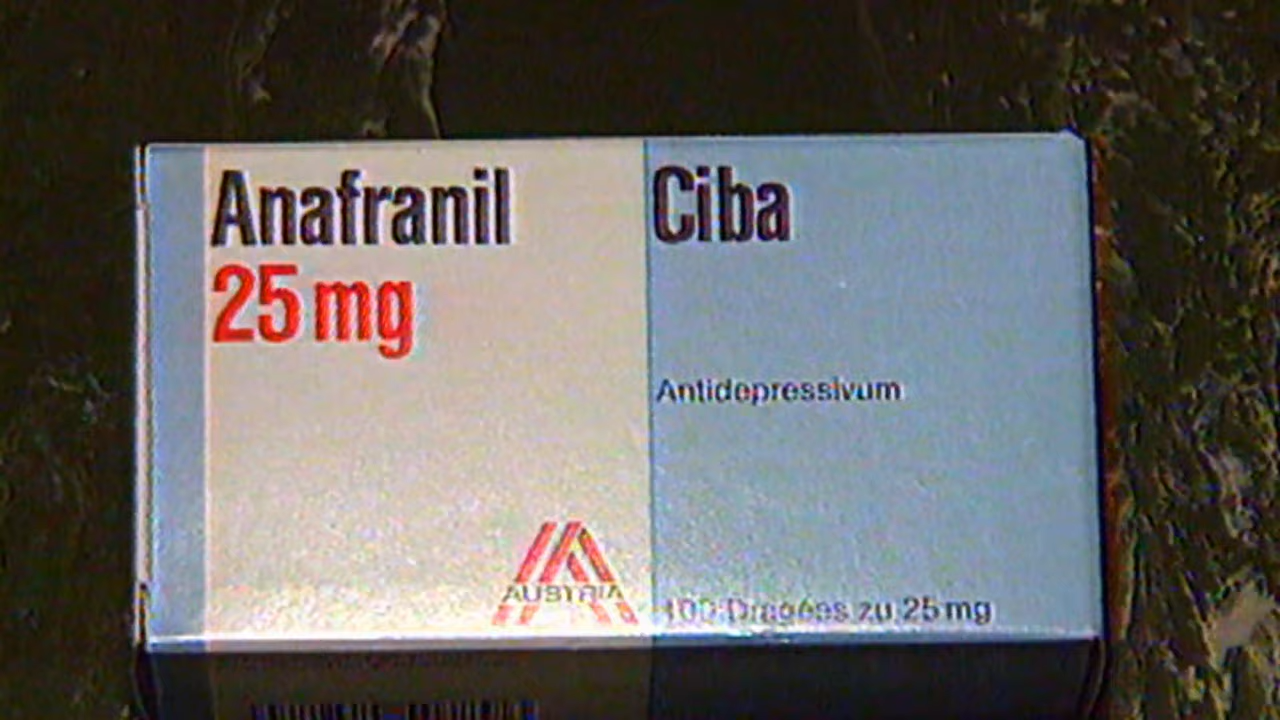 Anafranil
25 mg
Ciba
Antidepressivum
AUSTRIA
100 Dragées zu 25 mg